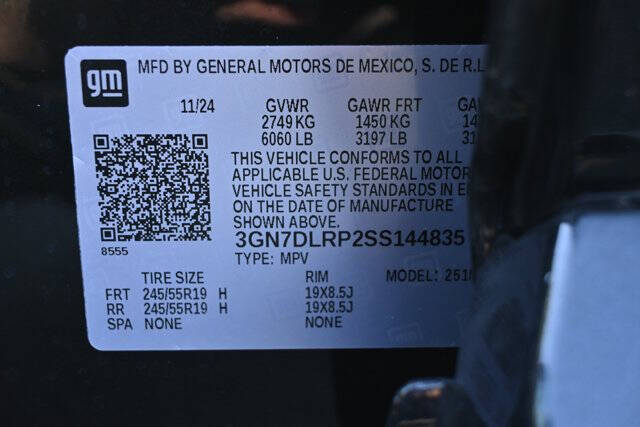 gm
MFD BY GENERAL MOTORS DE MEXICO, S. DE R.L
11/24 GVWR GAWR FRT
2749 KG 1450 KG 14
6060 LB 3197 LB 31
THIS VEHICLE CONFORMS TO ALL
APPLICABLE U.S. FEDERAL MOTOR
VEHICLE SAFETY STANDARDS IN
ON THE DATE OF MANUFACTURE
SHOWN ABOVE.
3GN7DLRP2SS144835
8555 TYPE: MPV
TIRE SIZE RIM MODEL:
FRT 245/55R19 H 19X8.5J
RR 245/55R19 H 19X8.5J
SPA NONE NONE